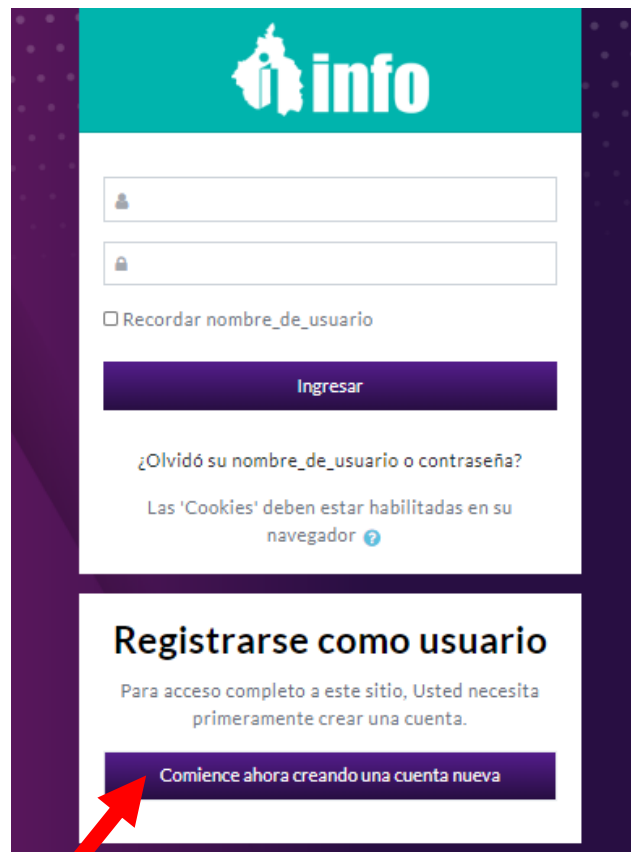 info
Recordar nombre_de_usuario
Ingresar
¿Olvidó su nombre_de_usuario o contraseña?
Las 'Cookies' deben estar habilitadas en su
navegador ?
Registrarse como usuario
Para acceso completo a este sitio, Usted necesita
primeramente crear una cuenta.
Comience ahora creando una cuenta nueva